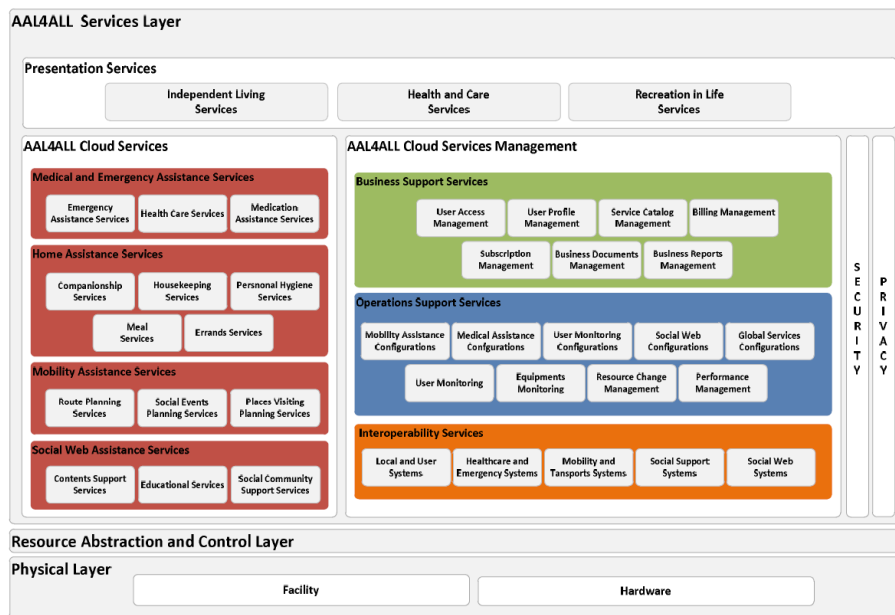 AAL4ALL Services Layer
Presentation Services
Independent Living
Services
Health and Care
Services
Recreation in Life
Services
AAL4ALL Cloud Services
Medical and Emergency Assistance Services
Emergency
Assistance Services
Health Care Services
Medication
Assistance Services
Home Assistance Services
Companionship
Services
Housekeeping
Services
Persnonal Hygiene
Services
Meal
Services
Errands Services
Mobility Assistance Services
Route Planning
Services
Social Events
Planning Services
Places Visiting
Planning Services
Social Web Assistance Services
Contents Support
Services
Educational Services
Social Community
Support Services
AAL4ALL Cloud Services Management
Business Support Services
User Access
Management
User Profile
Management
Service Catalog
Management
Billing Management
Subscription
Management
Business Documents
Management
Business Reports
Management
Operations Support Services
Mobility Assistance
Configurations
Medical Assistance
Confgurations
User Monitoring
Configurations
Social Web
Configurations
Global Services
Configurations
User Monitoring
Equipments
Monitoring
Resource Change
Management
Performance
Management
Interoperability Services
Local and User
Systems
Healthcare and
Emergency Systems
Mobility and
Tansports Systems
Social Support
Systems
Social Web
Systems
SECURITY
PRIVACY
Resource Abstraction and Control Layer
Physical Layer
Facility
Hardware